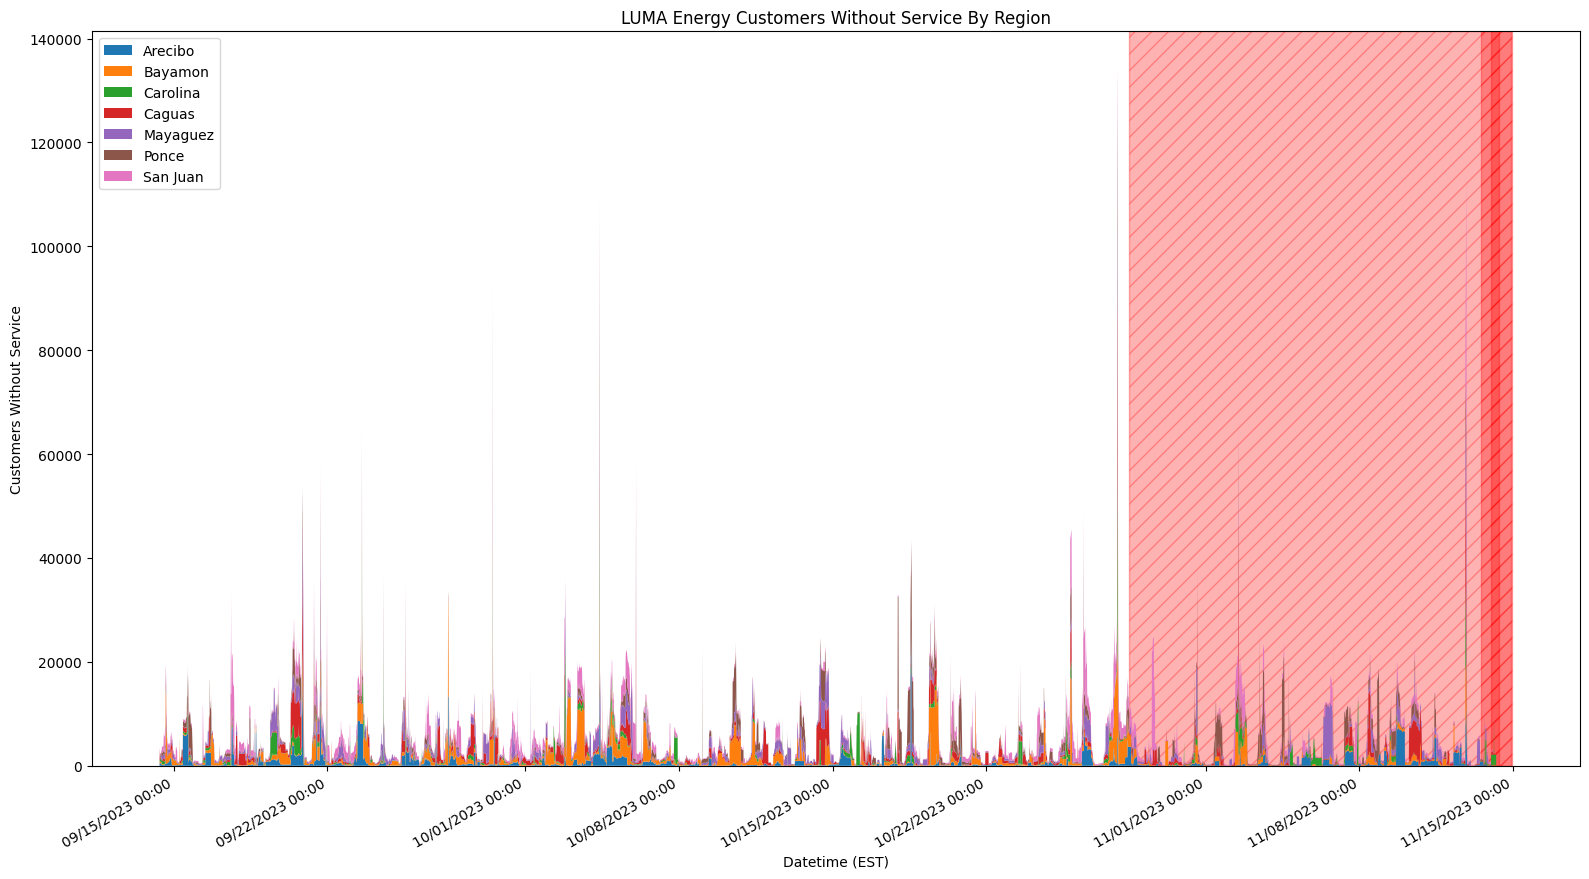 LUMA Energy Customers Without Service By Region
140000
120000
100000
80000
60000
40000
20000
0
Customers Without Service
Arecibo
Bayamon
Carolina
Caguas
Mayaguez
Ponce
San Juan
09/15/2023 00:00
09/22/2023 00:00
10/01/2023 00:00
10/08/2023 00:00
10/15/2023 00:00
10/22/2023 00:00
11/01/2023 00:00
11/08/2023 00:00
11/15/2023 00:00
Datetime (EST)